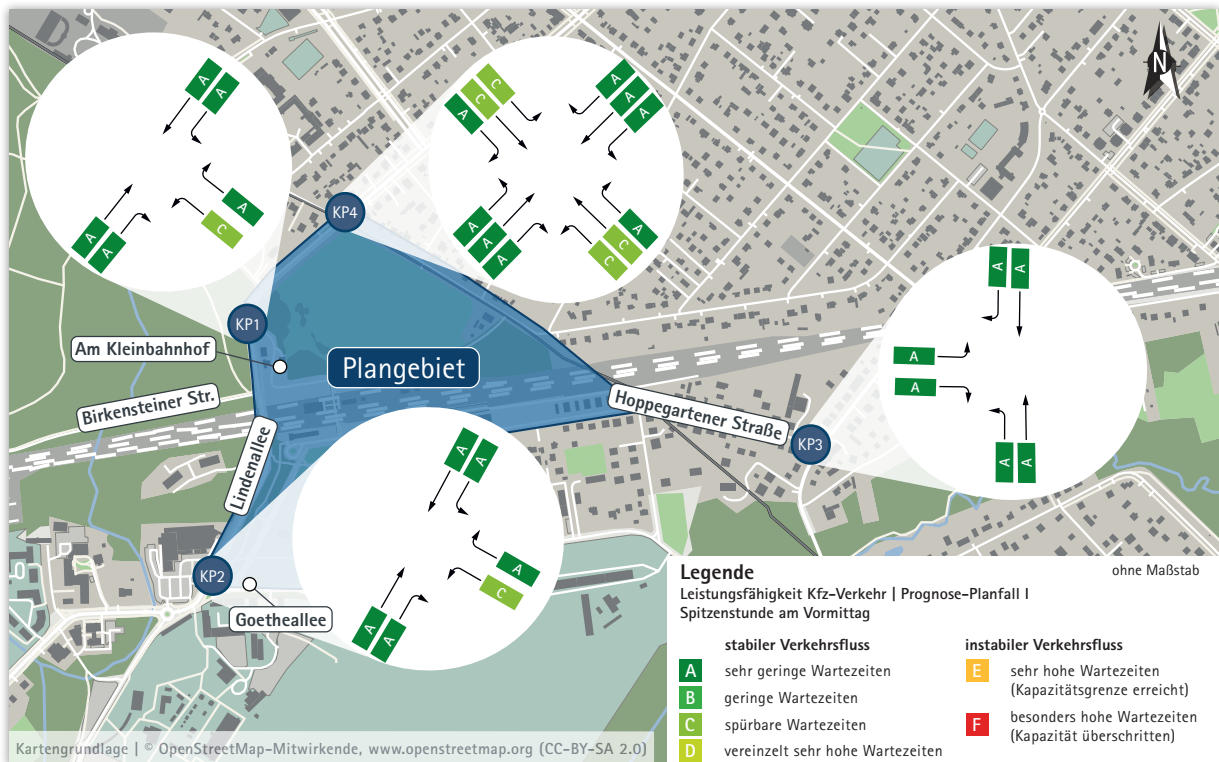 A
A
A
C
A
A
C
C
A
A
A
A
A
A
A
A
C
C
N
KP4
KP1
Am Kleinbahnhof
Plangebiet
Birkensteiner Str.
Lindenallee
Hoppegartener Straße
KP3
A
A
A
A
A
A
KP2
Goetheallee
A
A
A
C
A
A
Legende
ohne Maßstab
Leistungsfähigkeit Kfz-Verkehr | Prognose-Planfall I
Spitzenstunde am Vormittag
stabiler Verkehrsfluss
A sehr geringe Wartezeiten
B geringe Wartezeiten
C spürbare Wartezeiten
D vereinzelt sehr hohe Wartezeiten
instabiler Verkehrsfluss
E sehr hohe Wartezeiten
(Kapazitätsgrenze erreicht)
F besonders hohe Wartezeiten
(Kapazität überschritten)
Kartengrundlage | © OpenStreetMap-Mitwirkende, www.openstreetmap.org (CC-BY-SA 2.0)